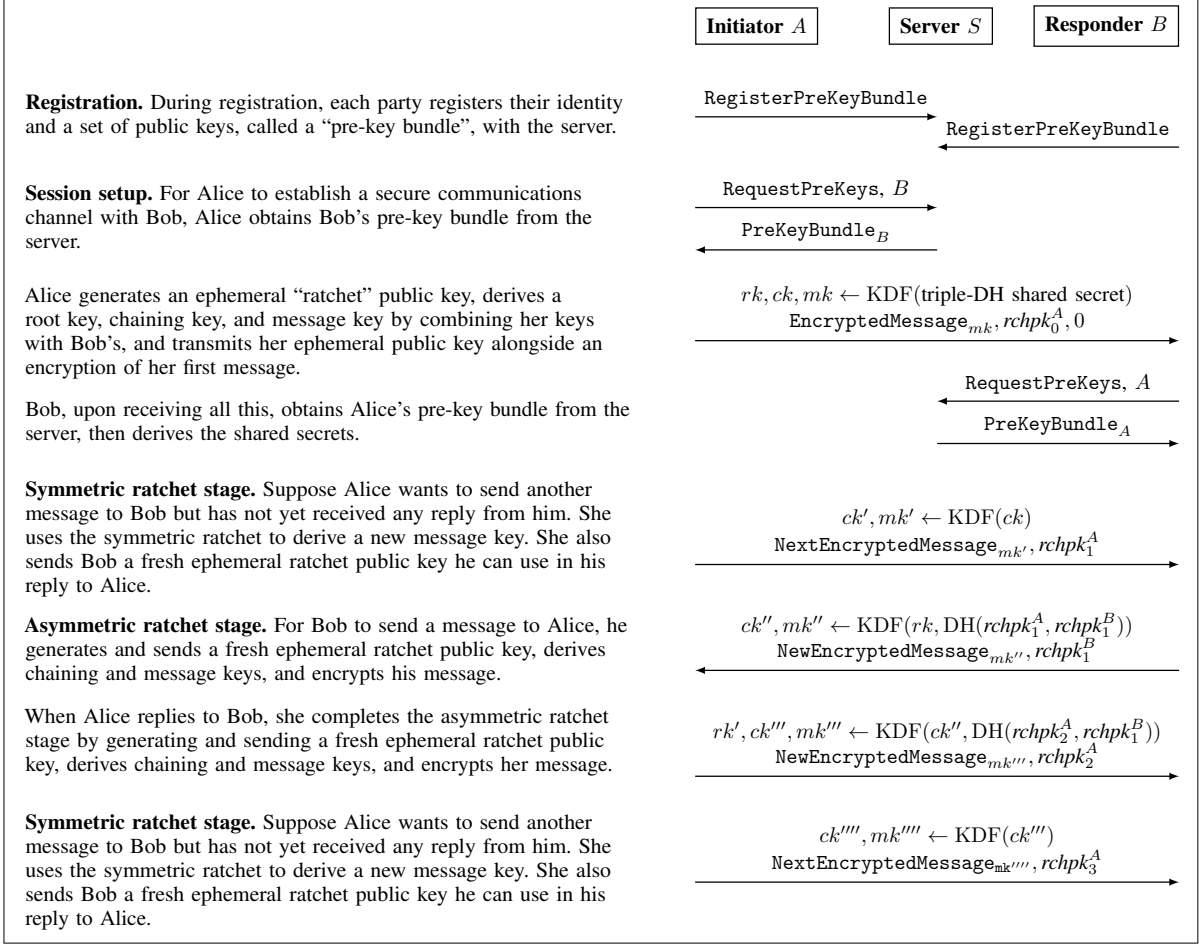 Initiator A
Server S
Responder B
Registration. During registration, each party registers their identity
and a set of public keys, called a “pre-key bundle”, with the server.
RegisterPreKeyBundle
RegisterPreKeyBundle
Session setup. For Alice to establish a secure communications
channel with Bob, Alice obtains Bob's pre-key bundle from the
server.
RequestPreKeys, B
PreKeyBundle_B
Alice generates an ephemeral “ratchet” public key, derives a
root key, chaining key, and message key by combining her keys
with Bob's, and transmits her ephemeral public key alongside an
encryption of her first message.
rk, ck, mk ← KDF(triple-DH shared secret)
EncryptedMessage_mk, rchpk_0^A, 0
Bob, upon receiving all this, obtains Alice's pre-key bundle from the
server, then derives the shared secrets.
RequestPreKeys, A
PreKeyBundle_A
Symmetric ratchet stage. Suppose Alice wants to send another
message to Bob but has not yet received any reply from him. She
uses the symmetric ratchet to derive a new message key. She also
sends Bob a fresh ephemeral ratchet public key he can use in his
reply to Alice.
ck′, mk′ ← KDF(ck)
NextEncryptedMessage_mk′, rchpk_1^A
Asymmetric ratchet stage. For Bob to send a message to Alice, he
generates and sends a fresh ephemeral ratchet public key, derives
chaining and message keys, and encrypts his message.
ck′′, mk′′ ← KDF(rk, DH(rchpk_1^A, rchpk_1^B))
NewEncryptedMessage_mk′′, rchpk_1^B
When Alice replies to Bob, she completes the asymmetric ratchet
stage by generating and sending a fresh ephemeral ratchet public
key, derives chaining and message keys, and encrypts her message.
rk′, ck′′′, mk′′′ ← KDF(ck′′, DH(rchpk_2^A, rchpk_1^B))
NewEncryptedMessage_mk′′′, rchpk_2^A
Symmetric ratchet stage. Suppose Alice wants to send another
message to Bob but has not yet received any reply from him. She
uses the symmetric ratchet to derive a new message key. She also
sends Bob a fresh ephemeral ratchet public key he can use in his
reply to Alice.
ck′′′′, mk′′′′ ← KDF(ck′′′)
NextEncryptedMessage_mk′′′′, rchpk_3^A